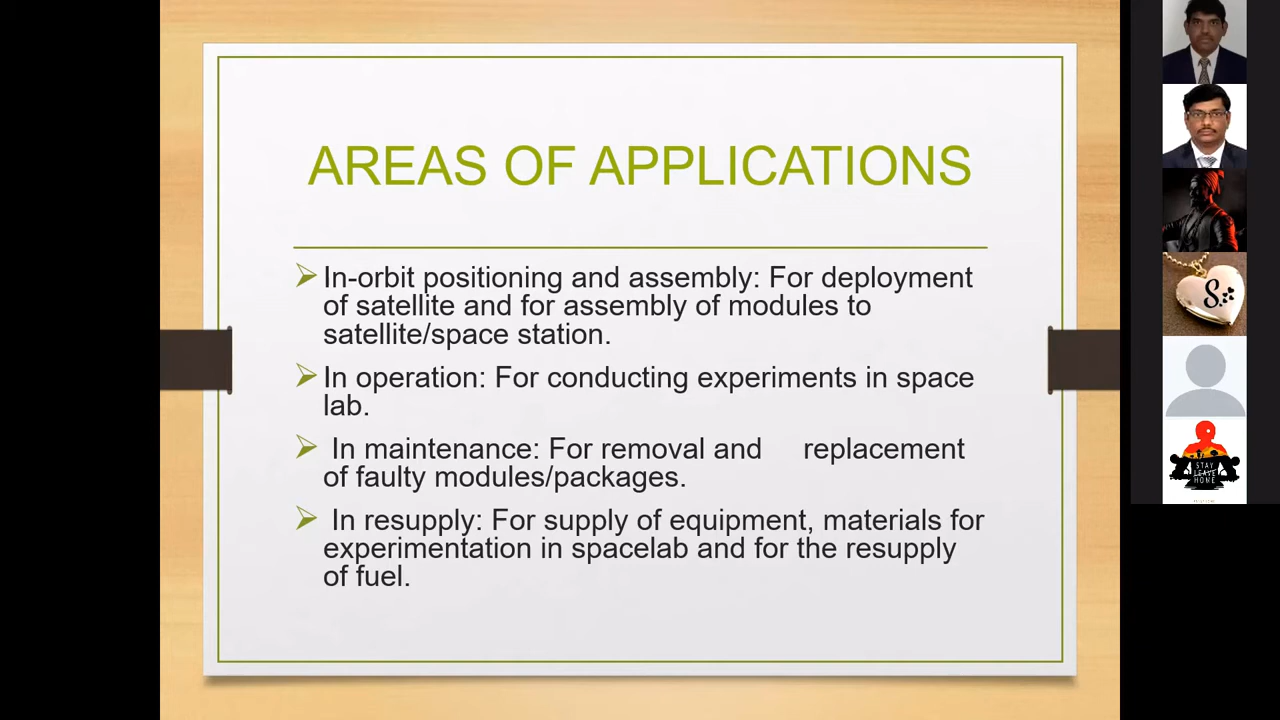 AREAS OF APPLICATIONS
In-orbit positioning and assembly: For deployment
of satellite and for assembly of modules to
satellite/space station.
In operation: For conducting experiments in space
lab.
In maintenance: For removal and replacement
of faulty modules/packages.
In resupply: For supply of equipment, materials for
experimentation in spacelab and for the resupply
of fuel.
S
STAY
HOME